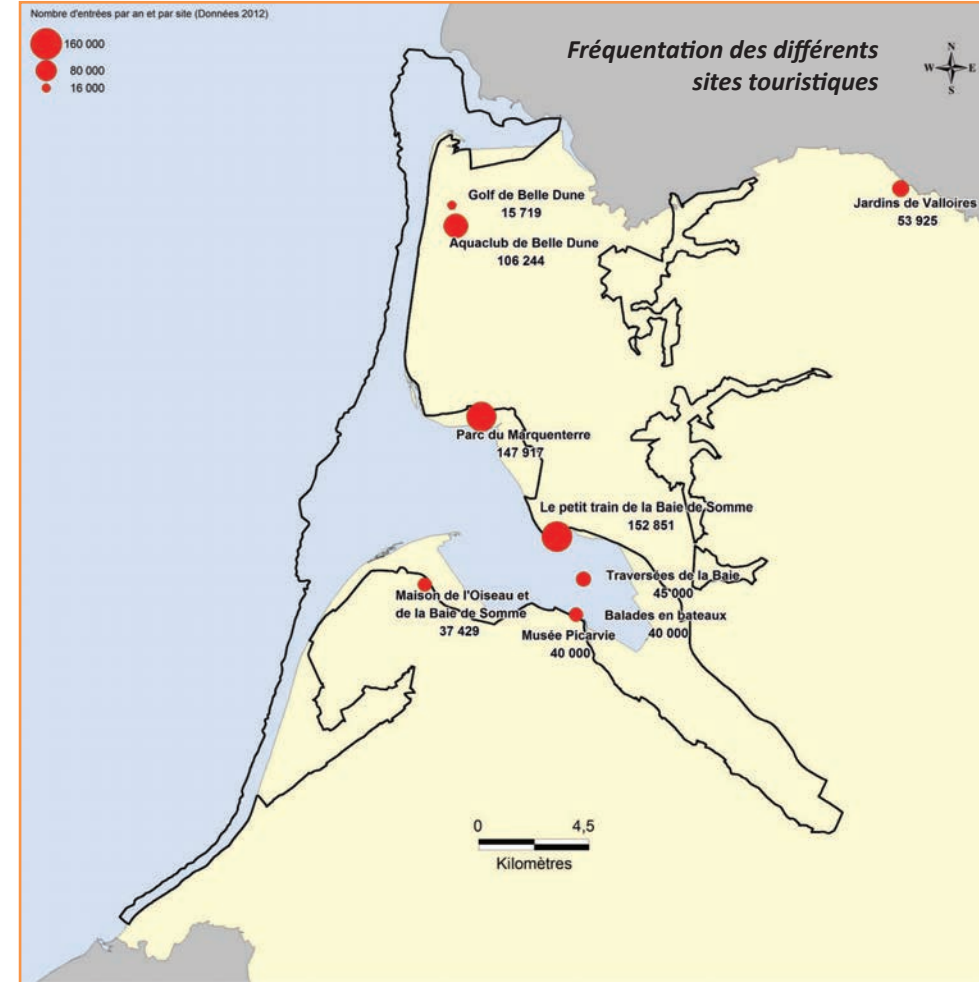 Nombre d'entrées par an et par site (Données 2012)
160 000
80 000
16 000
Fréquentation des différents
sites touristiques
N
W E
S
Golf de Belle Dune
15 719
Aquaclub de Belle Dune
106 244
Jardins de Valloires
53 925
Parc du Marquenterre
147 917
Le petit train de la Baie de Somme
152 851
Traversées de la Baie
45 000
Maison de l'Oiseau et
de la Baie de Somme
37 429
Balades en bateaux
40 000
Musée Picarvie
40 000
0 4,5
Kilomètres